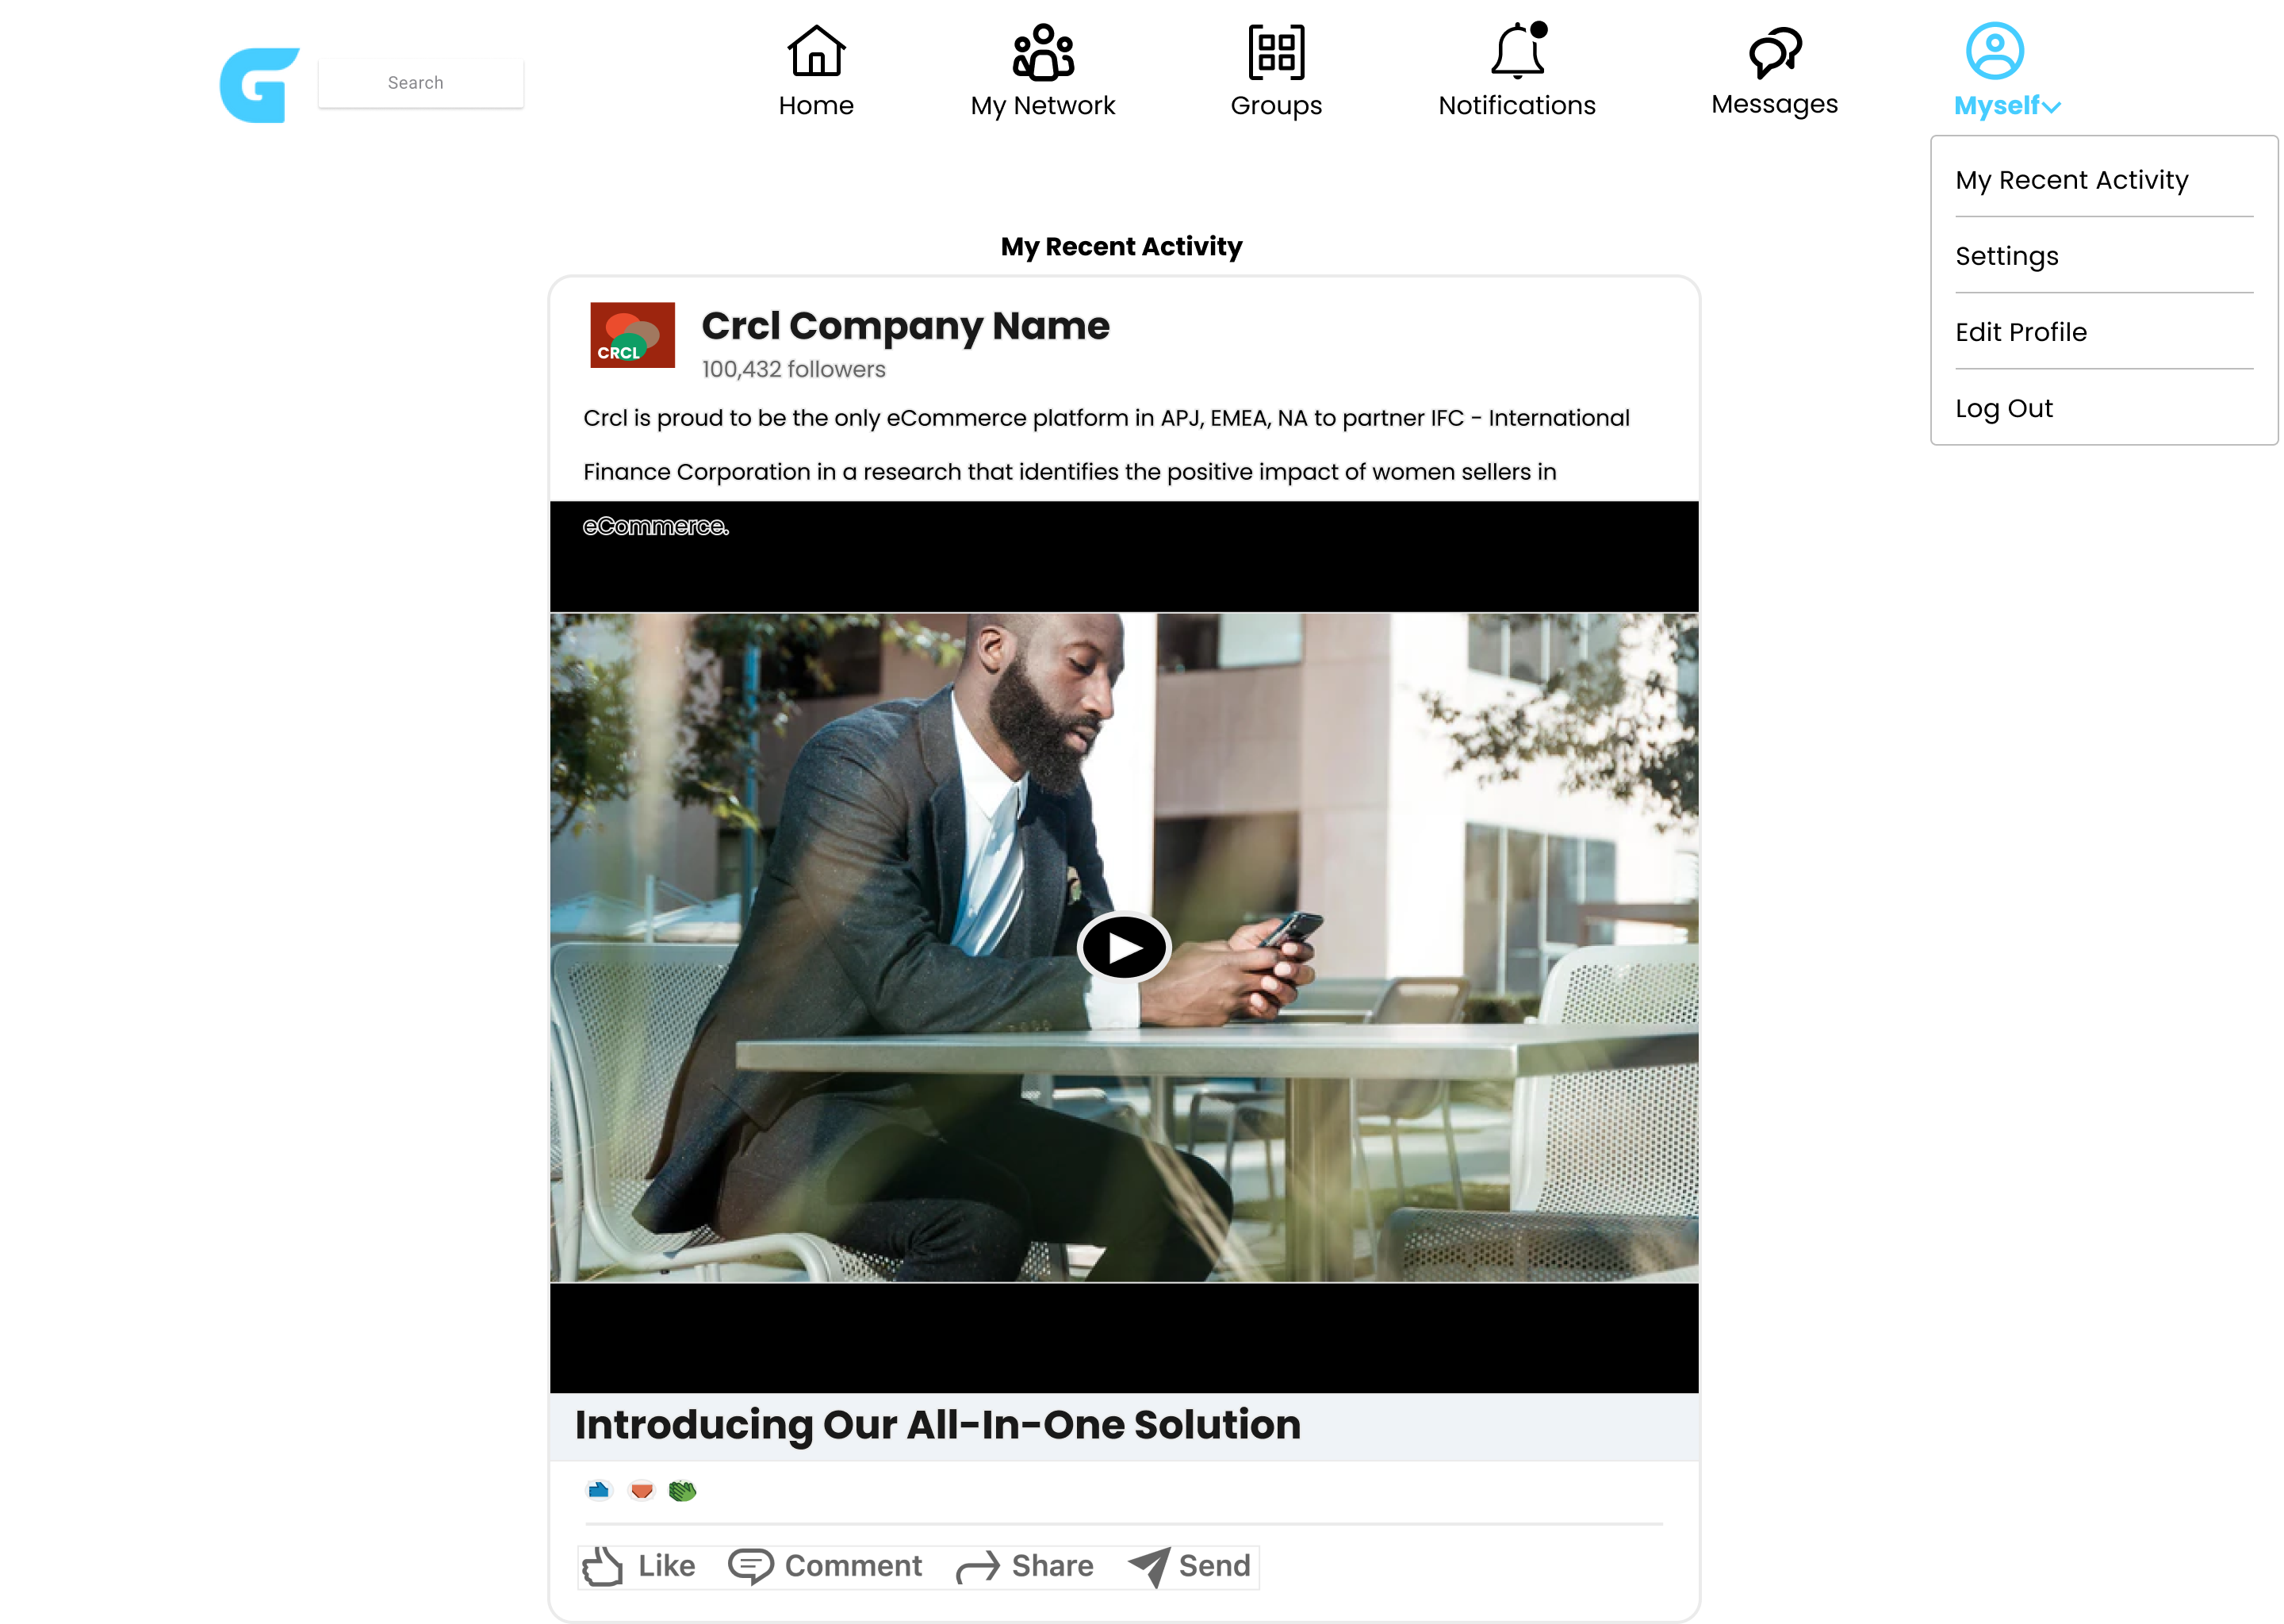 G
Search
Home
My Network
Groups
Notifications
Messages
Myself
My Recent Activity
Settings
Edit Profile
Log Out
My Recent Activity
CRCL
Crcl Company Name
100,432 followers
Crcl is proud to be the only eCommerce platform in APJ, EMEA, NA to partner IFC - International
Finance Corporation in a research that identifies the positive impact of women sellers in
eCommerce.
Introducing Our All-In-One Solution
Like
Comment
Share
Send